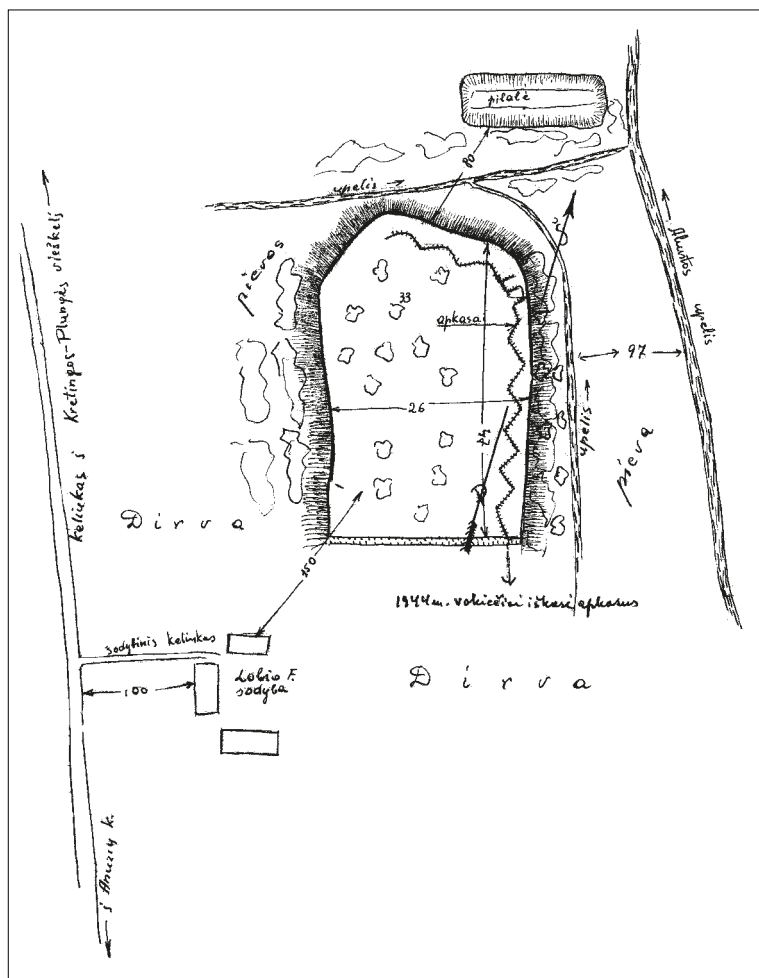 pilalė
80
upelis
keliukas į Kretingos-Plungės vieškelį
pievos
33
apkasai
26
47
97
upelis
Alantos
upelis
pieva
Dirva
150
1944 m. vokiečiai iškasė apkasus
sodybinis keliukas
100
Lobio F.
sodyba
Dirva
į Anužių k.